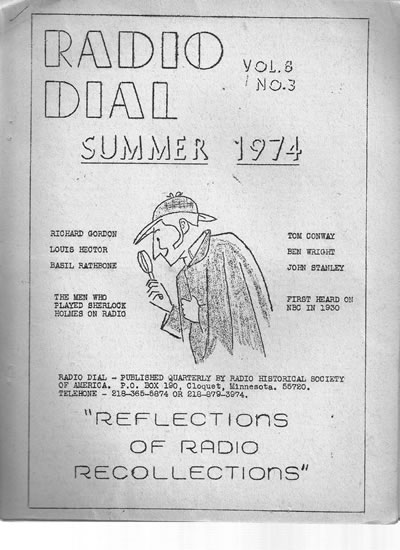 RADIO
DIAL
VOL.8
NO.3
SUMMER 1974
RICHARD GORDON
LOUIS HECTOR
BASIL RATHBONE
THE MEN WHO
PLAYED SHERLOCK
HOLMES ON RADIO
TOM CONWAY
BEN WRIGHT
JOHN STANLEY
FIRST HEARD ON
NBC IN 1930
RADIO DIAL - PUBLISHED QUARTERLY BY RADIO HISTORICAL SOCIETY
OF AMERICA. P.O. BOX 190, Cloquet, Minnesota. 55720.
TELEHONE - 218-365-5874 OR 218-879-3974.
"REFLECTIONS
OF RADIO
RECOLLECTIONS"